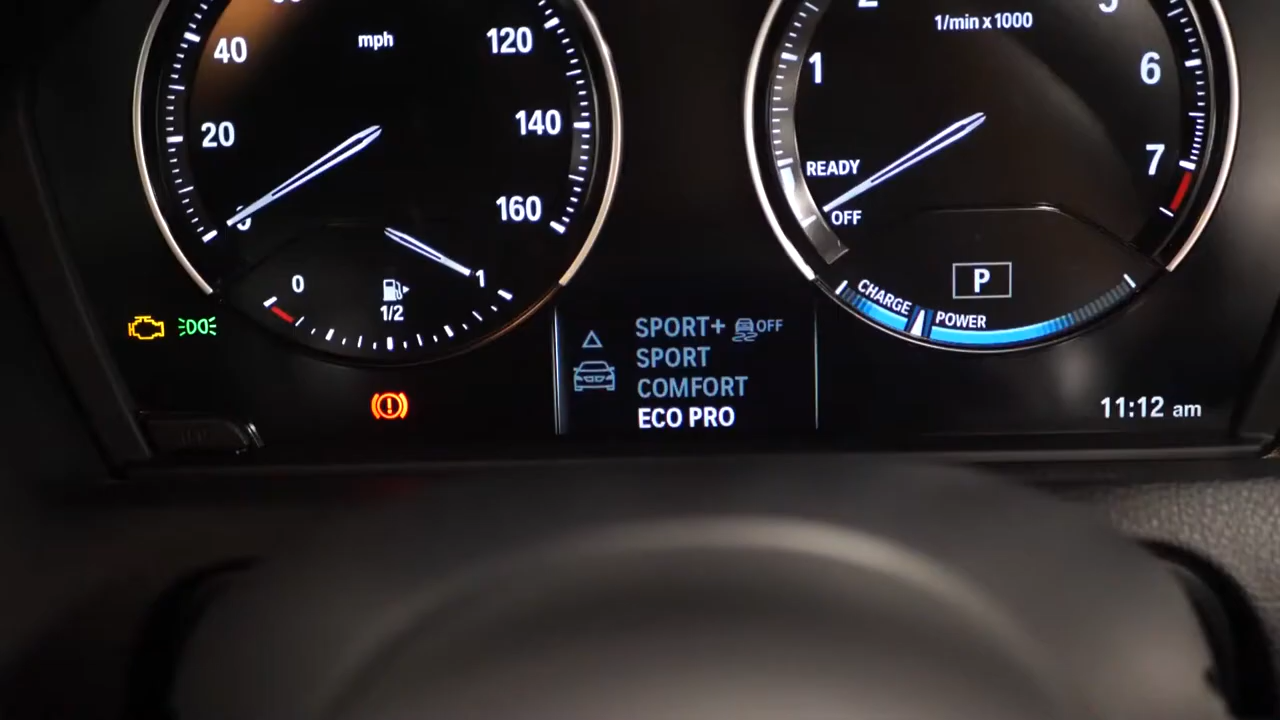 40
mph
120
2
1/min x 1000
1
6
20
140
7
READY
160
OFF
0
1
1/2
P
CHARGE
POWER
SPORT+ OFF
SPORT
COMFORT
ECO PRO
11:12 am